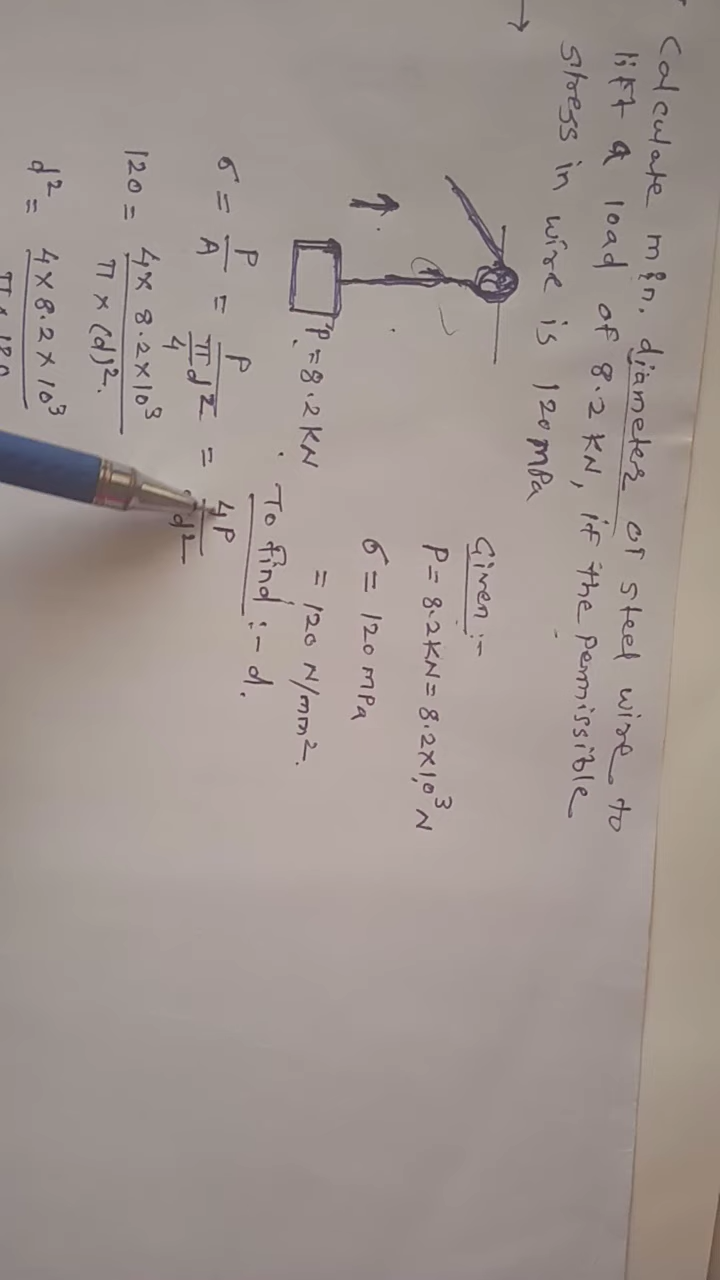 Calculate min. diameter of steel wire to
lift a load of 8.2 KN, if the permissible
stress in wire is 120 mPa
→
Given :-
P = 8.2 KN = 8.2×10³ N
σ = 120 mPa
= 120 N/mm².
To find :- d.
P = 8.2 KN
σ = P/A = P/(π/4 d²) = 4P/d²
120 = (4 × 8.2 × 10³)/(π × (d)².)
d² = (4 × 8.2 × 10³)/